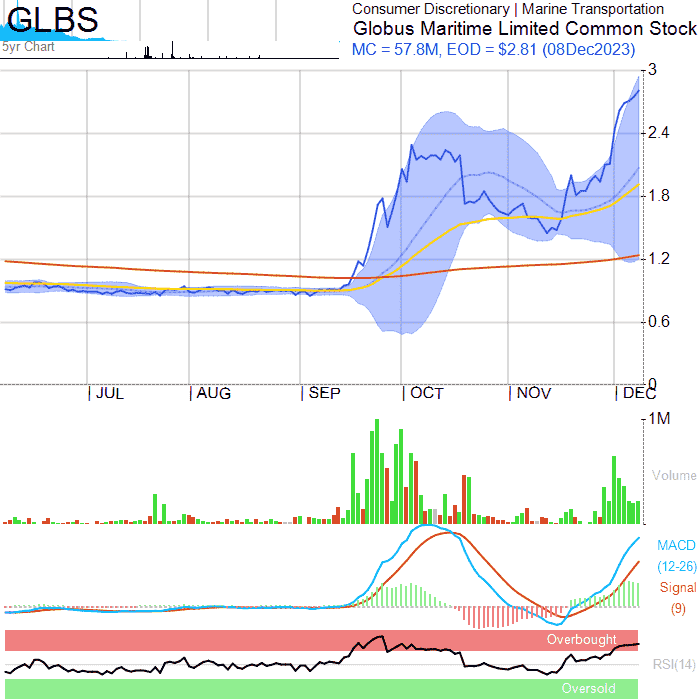 GLBS
Consumer Discretionary | Marine Transportation
Globus Maritime Limited Common Stock
5yr Chart
MC = 57.8M, EOD = $2.81 (08Dec2023)
3
2.4
1.8
1.2
0.6
0
JUL AUG SEP OCT NOV DEC
1M
Volume
MACD
(12-26)
Signal
(9)
Overbought
RSI(14)
Oversold